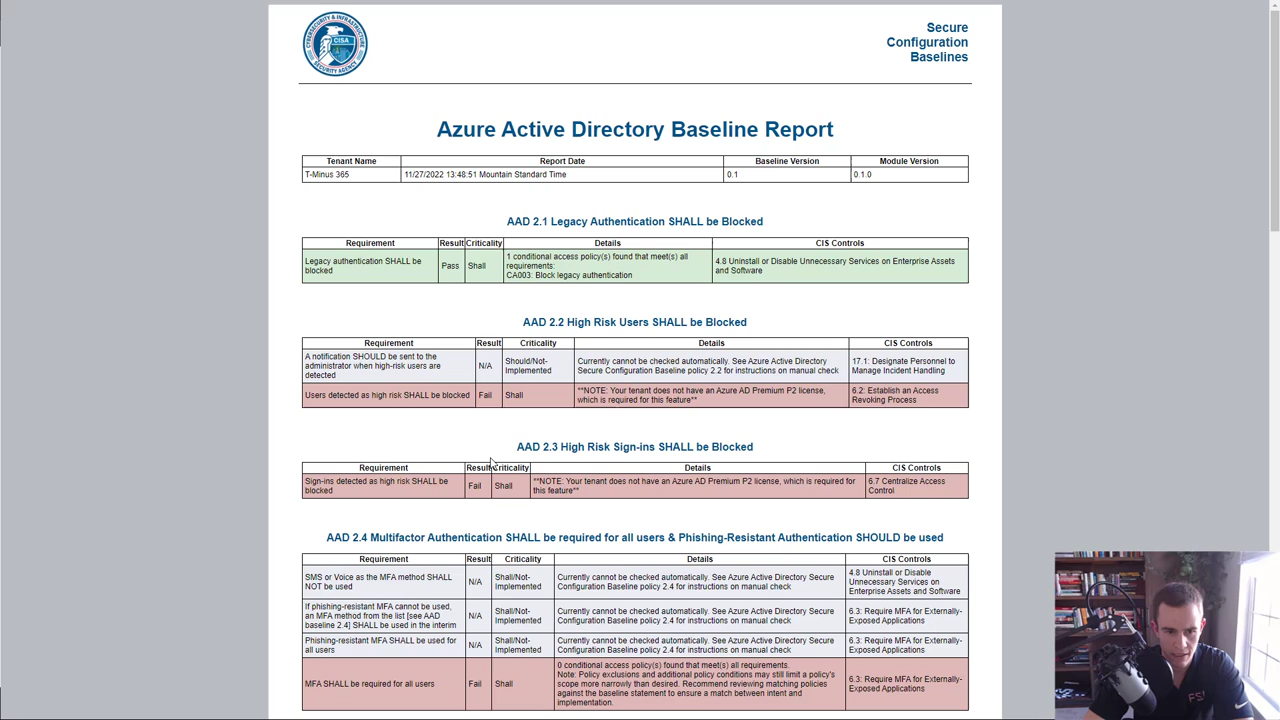 CYBERSECURITY & INFRASTRUCTURE
CISA
SECURITY AGENCY
Secure
Configuration
Baselines
Azure Active Directory Baseline Report
Tenant Name Report Date Baseline Version Module Version
T-Minus 365 11/27/2022 13:48:51 Mountain Standard Time 0.1 0.1.0
AAD 2.1 Legacy Authentication SHALL be Blocked
Requirement Result Criticality Details CIS Controls
Legacy authentication SHALL be
blocked
Pass
Shall
1 conditional access policy(s) found that meet(s) all
requirements:
CA003: Block legacy authentication
4.8 Uninstall or Disable Unnecessary Services on Enterprise Assets
and Software
AAD 2.2 High Risk Users SHALL be Blocked
Requirement Result Criticality Details CIS Controls
A notification SHOULD be sent to the
administrator when high-risk users are
detected
N/A
Should/Not-
Implemented
Currently cannot be checked automatically. See Azure Active Directory
Secure Configuration Baseline policy 2.2 for instructions on manual check
17.1: Designate Personnel to
Manage Incident Handling
Users detected as high risk SHALL be blocked
Fail
Shall
**NOTE: Your tenant does not have an Azure AD Premium P2 license,
which is required for this feature**
6.2: Establish an Access
Revoking Process
AAD 2.3 High Risk Sign-ins SHALL be Blocked
Requirement Result Criticality Details CIS Controls
Sign-ins detected as high risk SHALL be
blocked
Fail
Shall
**NOTE: Your tenant does not have an Azure AD Premium P2 license, which is required for
this feature**
6.7 Centralize Access
Control
AAD 2.4 Multifactor Authentication SHALL be required for all users & Phishing-Resistant Authentication SHOULD be used
Requirement Result Criticality Details CIS Controls
SMS or Voice as the MFA method SHALL
NOT be used
N/A
Shall/Not-
Implemented
Currently cannot be checked automatically. See Azure Active Directory Secure
Configuration Baseline policy 2.4 for instructions on manual check
4.8 Uninstall or Disable
Unnecessary Services on
Enterprise Assets and Software
If phishing-resistant MFA cannot be used,
an MFA method from the list [see AAD
baseline 2.4] SHALL be used in the interim
N/A
Shall/Not-
Implemented
Currently cannot be checked automatically. See Azure Active Directory Secure
Configuration Baseline policy 2.4 for instructions on manual check
6.3: Require MFA for Externally-
Exposed Applications
Phishing-resistant MFA SHALL be used for
all users
N/A
Shall/Not-
Implemented
Currently cannot be checked automatically. See Azure Active Directory Secure
Configuration Baseline policy 2.4 for instructions on manual check
6.3: Require MFA for Externally-
Exposed Applications
MFA SHALL be required for all users
Fail
Shall
0 conditional access policy(s) found that meet(s) all requirements.
Note: Policy exclusions and additional policy conditions may still limit a policy's
scope more narrowly than desired. Recommend reviewing matching policies
against the baseline statement to ensure a match between intent and
implementation.
6.3: Require MFA for Externally-
Exposed Applications